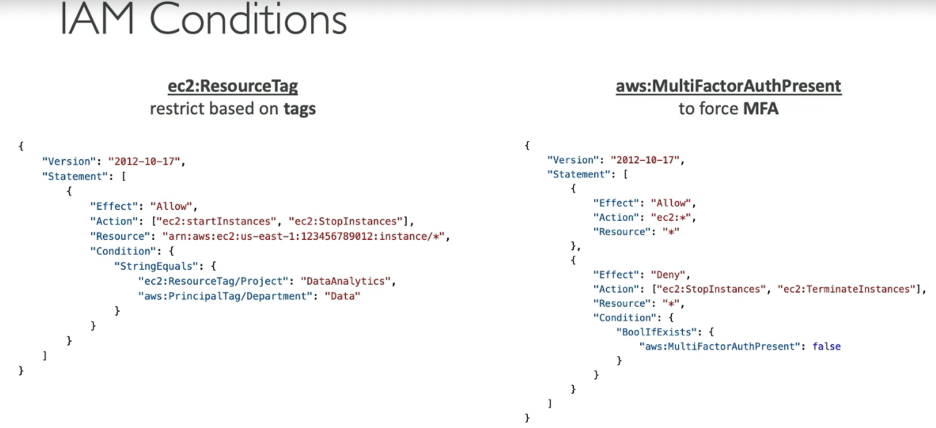 IAM Conditions
ec2:ResourceTag
restrict based on tags
{
    "Version": "2012-10-17",
    "Statement": [
        {
            "Effect": "Allow",
            "Action": ["ec2:startInstances", "ec2:StopInstances"],
            "Resource": "arn:aws:ec2:us-east-1:123456789012:instance/*",
            "Condition": {
                "StringEquals": {
                    "ec2:ResourceTag/Project": "DataAnalytics",
                    "aws:PrincipalTag/Department": "Data"
                }
            }
        }
    ]
}
aws:MultiFactorAuthPresent
to force MFA
{
    "Version": "2012-10-17",
    "Statement": [
        {
            "Effect": "Allow",
            "Action": "ec2:*",
            "Resource": "*"
        },
        {
            "Effect": "Deny",
            "Action": ["ec2:StopInstances", "ec2:TerminateInstances"],
            "Resource": "*",
            "Condition": {
                "BoolIfExists": {
                    "aws:MultiFactorAuthPresent": false
                }
            }
        }
    ]
}